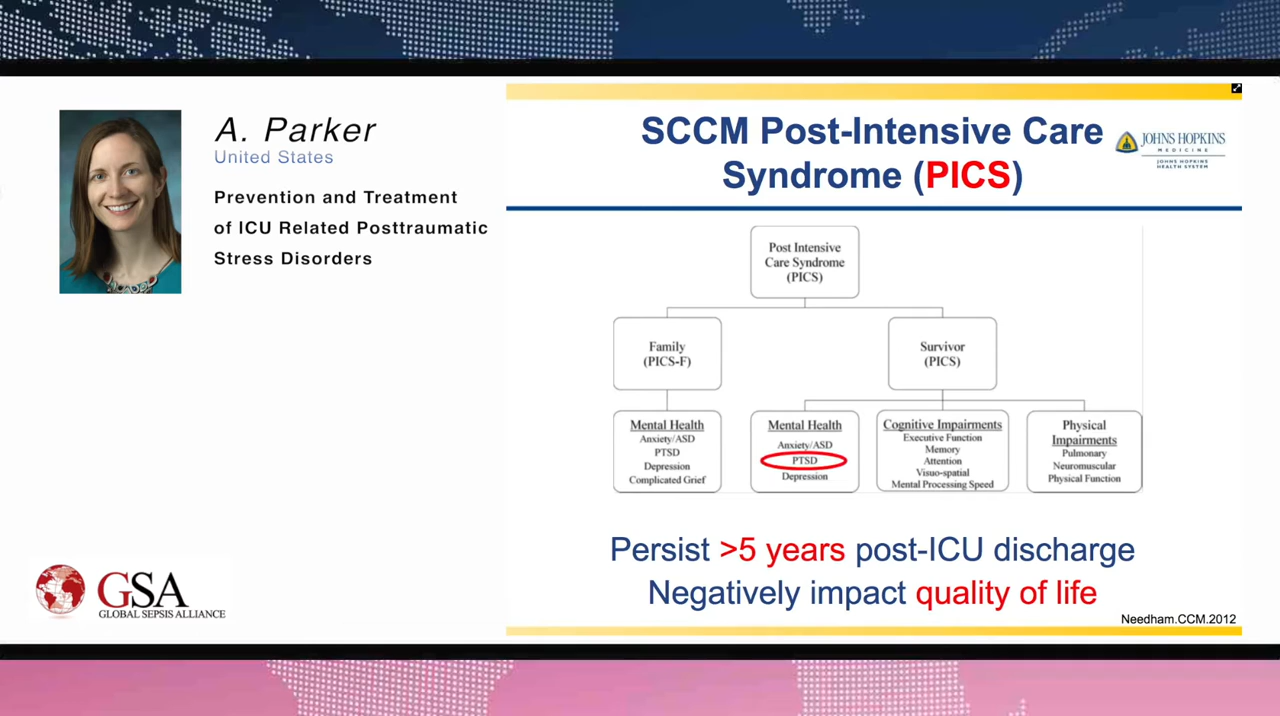 A. Parker
United States
Prevention and Treatment
of ICU Related Posttraumatic
Stress Disorders
GSA
GLOBAL SEPSIS ALLIANCE
SCCM Post-Intensive Care
Syndrome (PICS)
JOHNS HOPKINS
MEDICINE
JOHNS HOPKINS
HEALTH SYSTEM
Post Intensive
Care Syndrome
(PICS)
Family
(PICS-F)
Survivor
(PICS)
Mental Health
Anxiety/ASD
PTSD
Depression
Complicated Grief
Mental Health
Anxiety/ASD
PTSD
Depression
Cognitive Impairments
Executive Function
Memory
Attention
Visuo-spatial
Mental Processing Speed
Physical
Impairments
Pulmonary
Neuromuscular
Physical Function
Persist >5 years post-ICU discharge
Negatively impact quality of life
Needham.CCM.2012